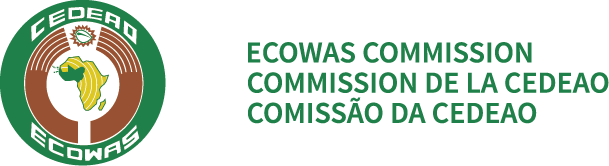 CEDEAO
ECOWAS
ECOWAS COMMISSION
COMMISSION DE LA CEDEAO
COMISSÃO DA CEDEAO